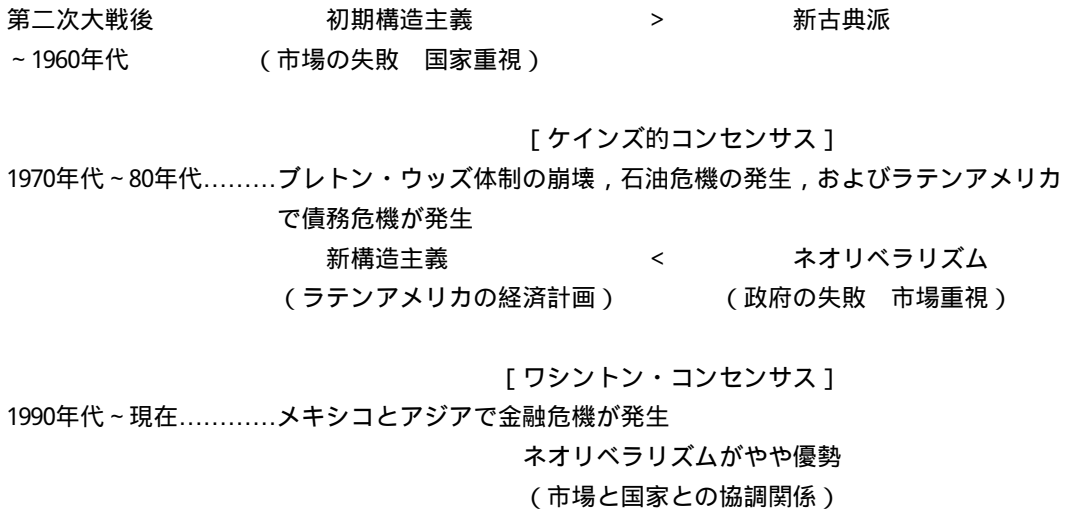 第二次大戦後　初期構造主義　＞　新古典派
～1960年代　（市場の失敗　国家重視）
［ケインズ的コンセンサス］
1970年代～80年代………ブレトン・ウッズ体制の崩壊，石油危機の発生，およびラテンアメリカ
で債務危機が発生
新構造主義　＜　ネオリベラリズム
（ラテンアメリカの経済計画）　（政府の失敗　市場重視）
［ワシントン・コンセンサス］
1990年代～現在…………メキシコとアジアで金融危機が発生
ネオリベラリズムがやや優勢
（市場と国家との協調関係）